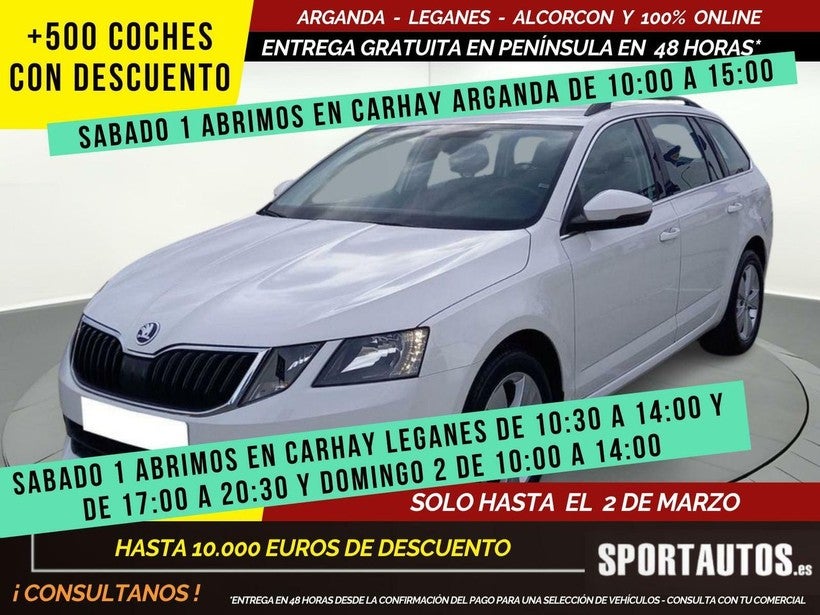 +500 COCHES
CON DESCUENTO
ARGANDA - LEGANES - ALCORCON Y 100% ONLINE
ENTREGA GRATUITA EN PENÍNSULA EN 48 HORAS*
SABADO 1 ABRIMOS EN CARHAY ARGANDA DE 10:00 A 15:00
SABADO 1 ABRIMOS EN CARHAY LEGANES DE 10:30 A 14:00 Y
DE 17:00 A 20:30 Y DOMINGO 2 DE 10:00 A 14:00
SOLO HASTA EL 2 DE MARZO
HASTA 10.000 EUROS DE DESCUENTO
SPORTAUTOS.es
¡ CONSULTANOS !
*ENTREGA EN 48 HORAS DESDE LA CONFIRMACIÓN DEL PAGO PARA UNA SELECCIÓN DE VEHÍCULOS - CONSULTA CON TU COMERCIAL